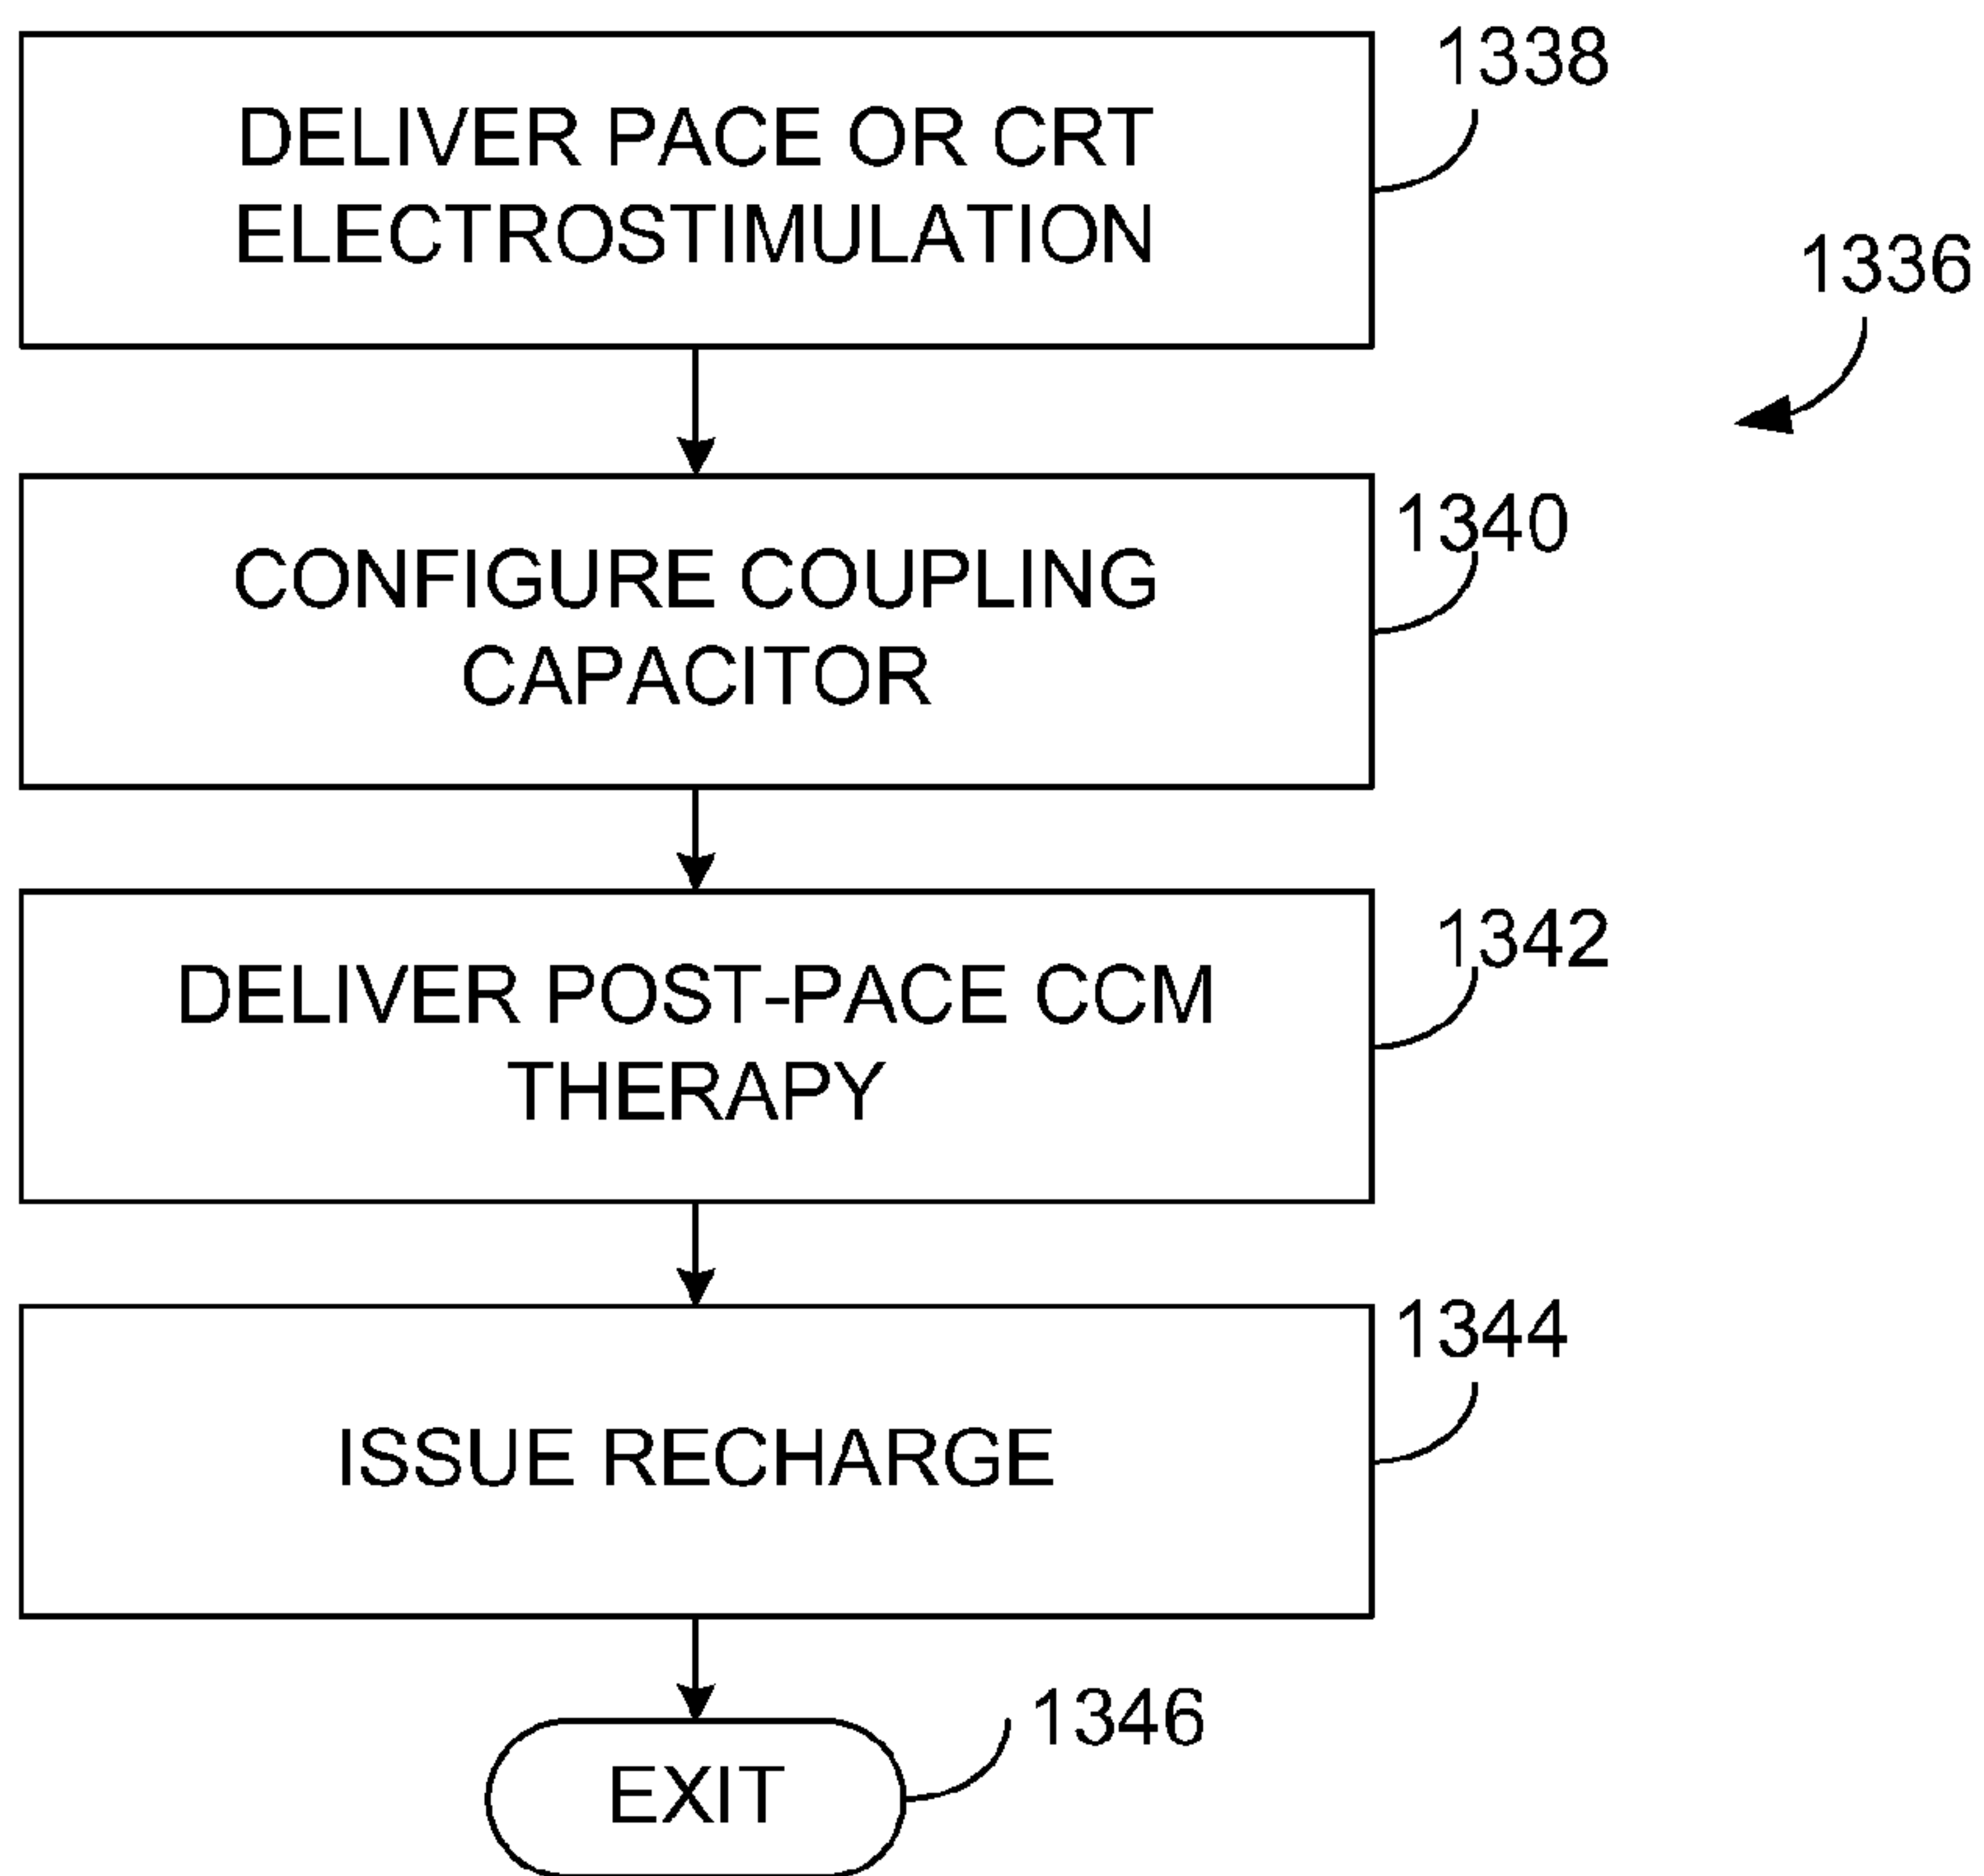 1338
DELIVER PACE OR CRT
ELECTROSTIMULATION
1336
1340
CONFIGURE COUPLING
CAPACITOR
1342
DELIVER POST-PACE CCM
THERAPY
1344
ISSUE RECHARGE
1346
EXIT